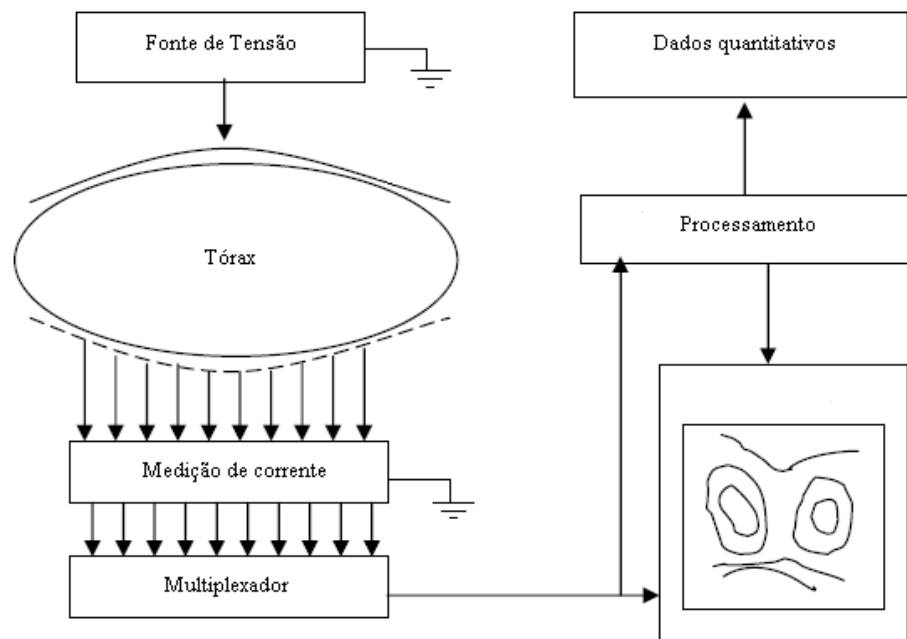 Fonte de Tensão
Dados quantitativos
Tórax
Processamento
Medição de corrente
Multiplexador